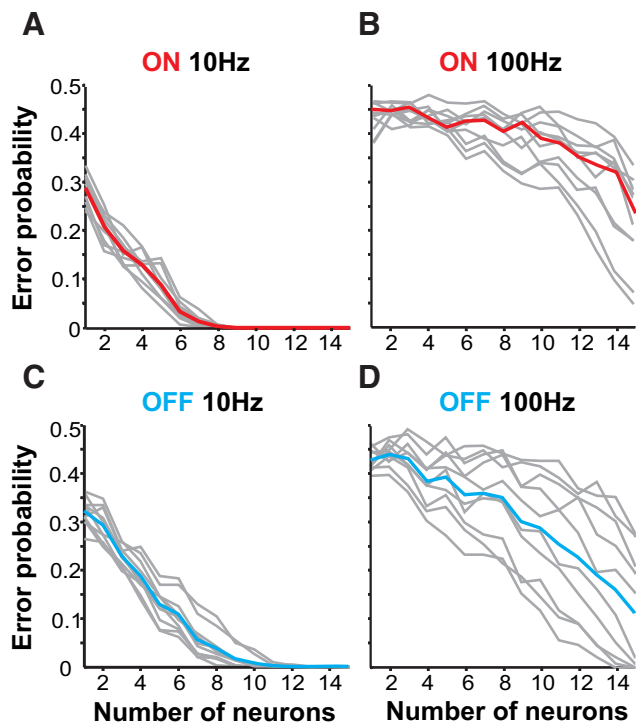 A
B
ON 10Hz
ON 100Hz
Error probability
0.5
0.4
0.3
0.2
0.1
0
2 4 6 8 10 12 14
2 4 6 8 10 12 14
C
D
OFF 10Hz
OFF 100Hz
Error probability
0.5
0.4
0.3
0.2
0.1
0
2 4 6 8 10 12 14
2 4 6 8 10 12 14
Number of neurons
Number of neurons